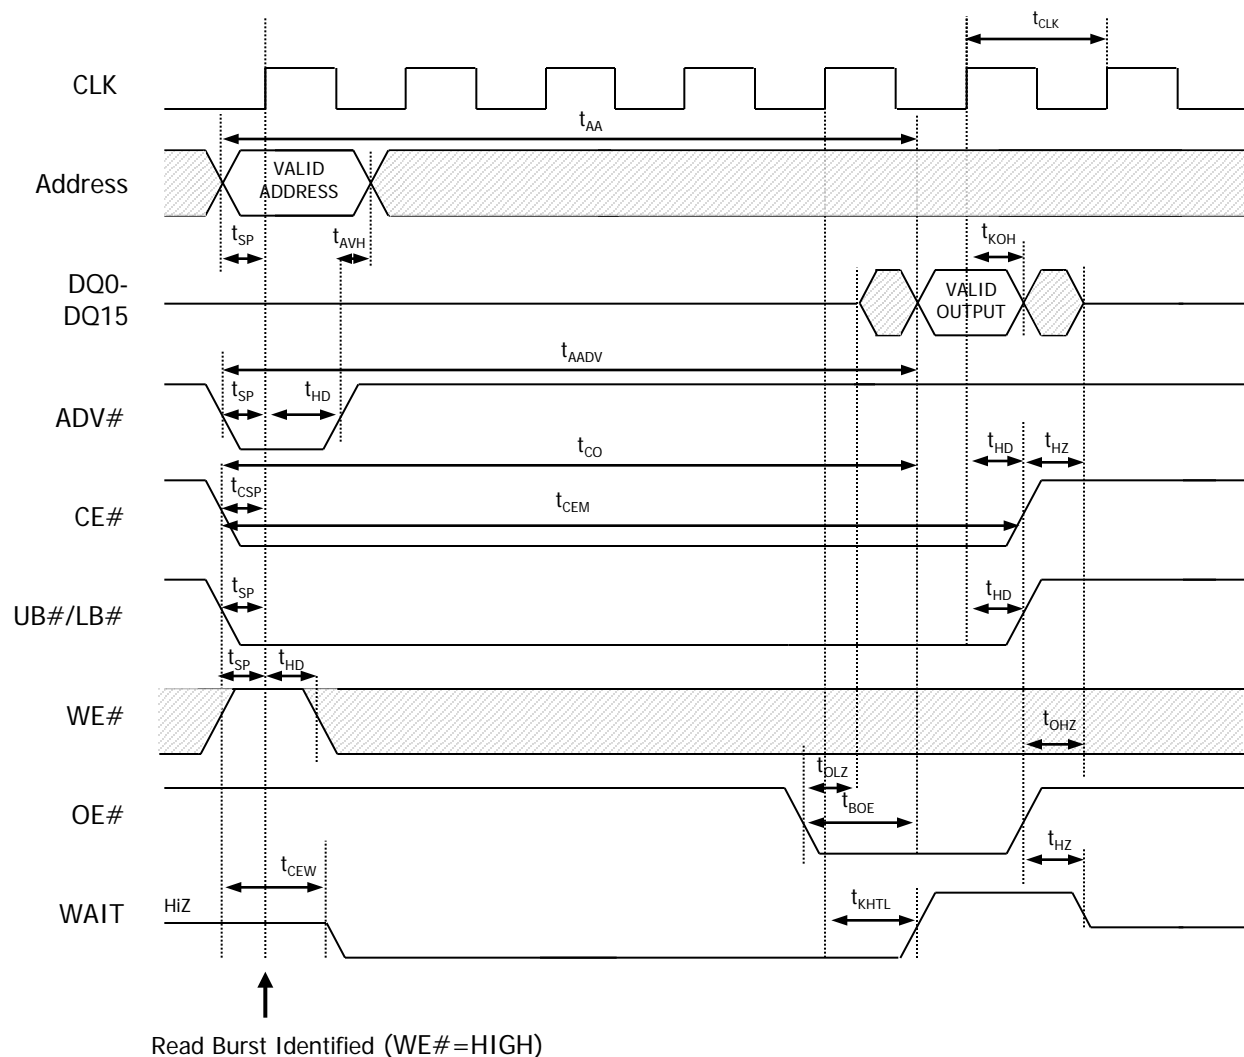 tCLK
CLK
tAA
Address
VALID
ADDRESS
tSP
tAVH
tKOH
DQ0-
DQ15
VALID
OUTPUT
tAADV
tSP
tHD
ADV#
tCO
tHD
tHZ
tCSP
tCEM
CE#
tSP
tHD
UB#/LB#
tSP
tHD
WE#
tOHZ
tOLZ
tBOE
OE#
tHZ
tCEW
HiZ
WAIT
tKHTL
Read Burst Identified (WE#=HIGH)